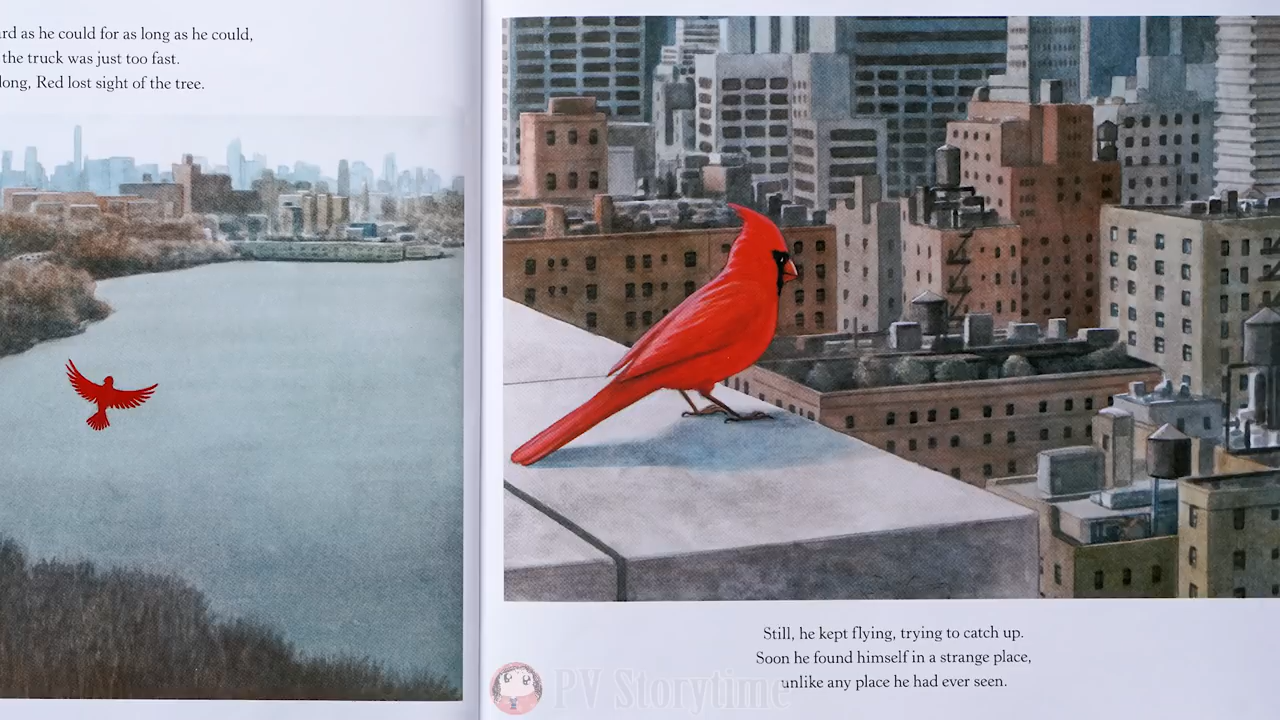 ard as he could for as long as he could,
the truck was just too fast.
long, Red lost sight of the tree.
Still, he kept flying, trying to catch up.
Soon he found himself in a strange place,
unlike any place he had ever seen.
PV Storytime